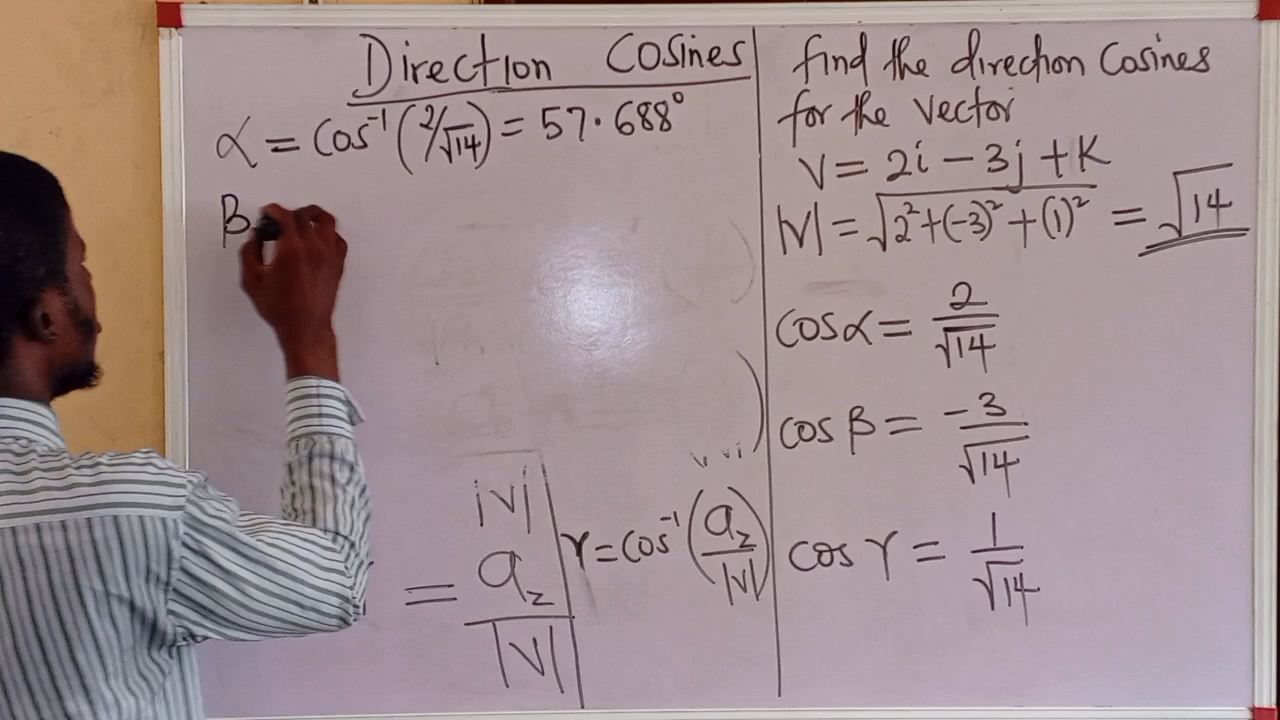 Direction Cosines
α = Cos⁻¹(2/√14) = 57.688°
β
|V|
= a_z/|V|
γ = cos⁻¹(a_z/|V|)
find the direction Cosines
for the vector
V = 2i − 3j + K
|V| = √(2² + (-3)² + (1)²) = √14
cos α = 2/√14
cos β = -3/√14
cos γ = 1/√14